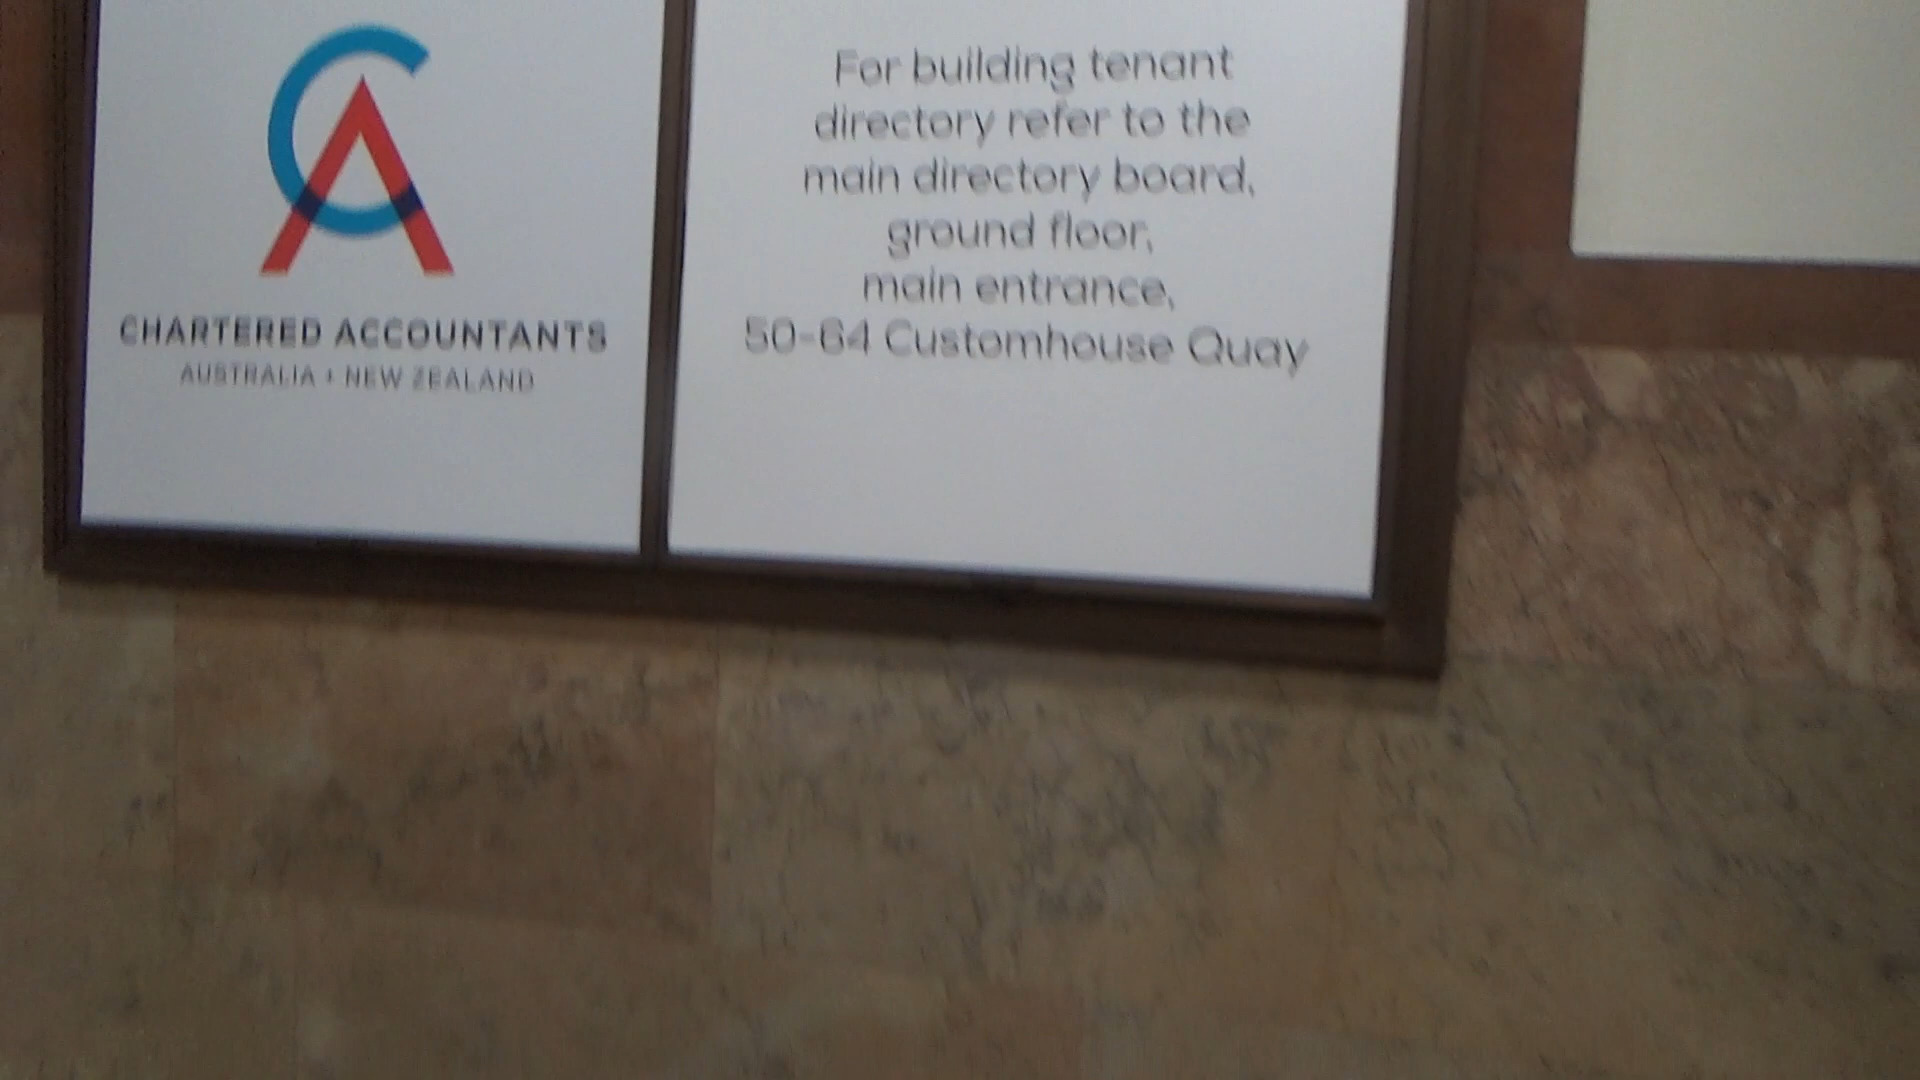 CA
CHARTERED ACCOUNTANTS
AUSTRALIA + NEW ZEALAND
For building tenant
directory refer to the
main directory board,
ground floor,
main entrance,
50-64 Customhouse Quay